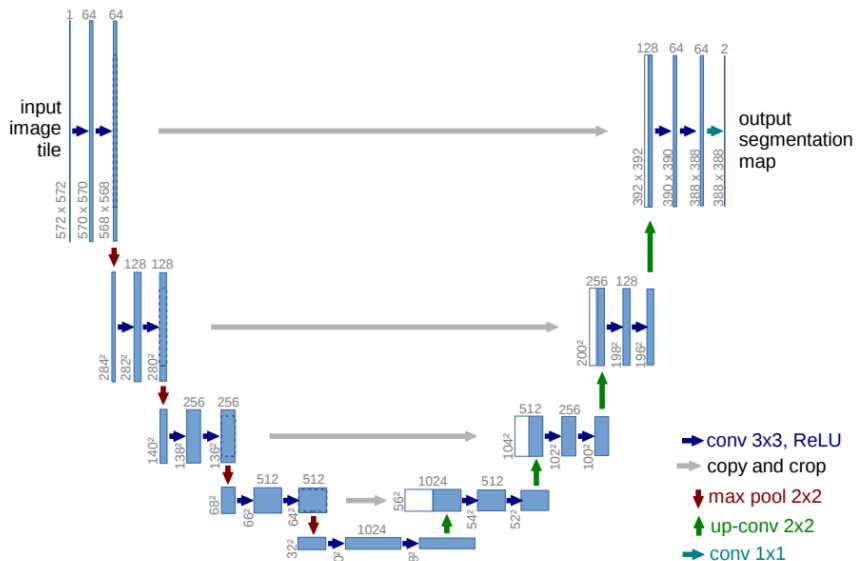 1 64 64
input
image
tile
572 x 572
570 x 570
568 x 568
128 64 64 2
output
segmentation
map
392 x 392
390 x 390
388 x 388
388 x 388
128 128
284²
282²
280²
256 128
200²
198²
196²
256 256
140²
138²
136²
512 256
104²
102²
100²
512 512
68²
66²
64²
1024 512
56²
54²
52²
1024
32²
conv 3x3, ReLU
copy and crop
max pool 2x2
up-conv 2x2
conv 1x1